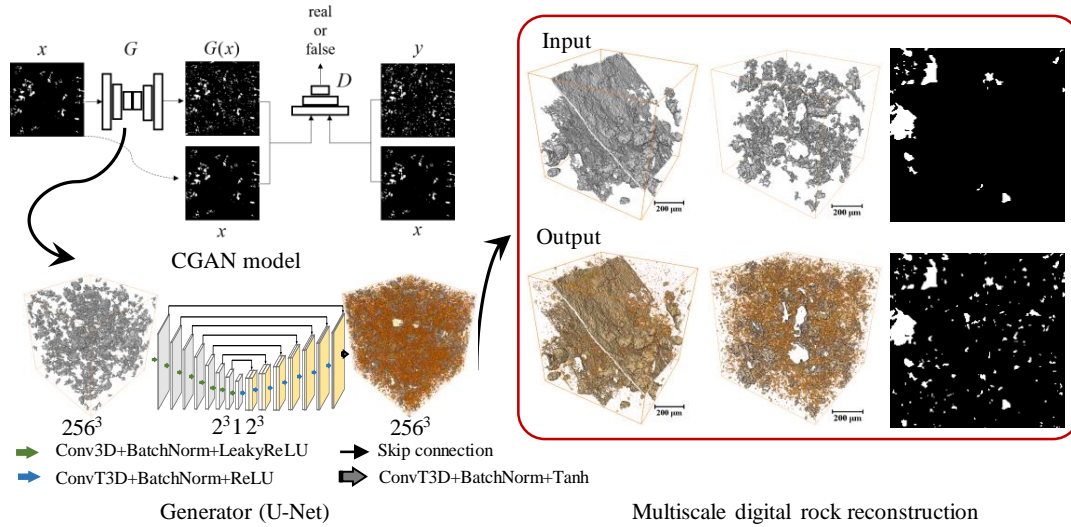 real
or
false
x
G
G(x)
D
y
x
x
CGAN model
256³
2³ 1 2³
256³
Conv3D+BatchNorm+LeakyReLU
Skip connection
ConvT3D+BatchNorm+ReLU
ConvT3D+BatchNorm+Tanh
Generator (U-Net)
Input
200 μm
200 μm
Output
200 μm
200 μm
Multiscale digital rock reconstruction